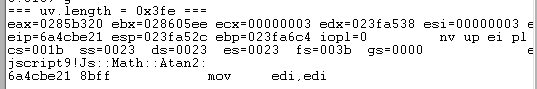 === uv.length = 0x3fe ===
eax=0285b320 ebx=028605ee ecx=00000003 edx=023fa538 esi=00000003 e
eip=6a4cbe21 esp=023fa52c ebp=023fa6c4 iopl=0 nv up ei pl
cs=001b ss=0023 ds=0023 es=0023 fs=003b gs=0000 e
jscript9!Js::Math::Atan2:
6a4cbe21 8bff mov edi,edi